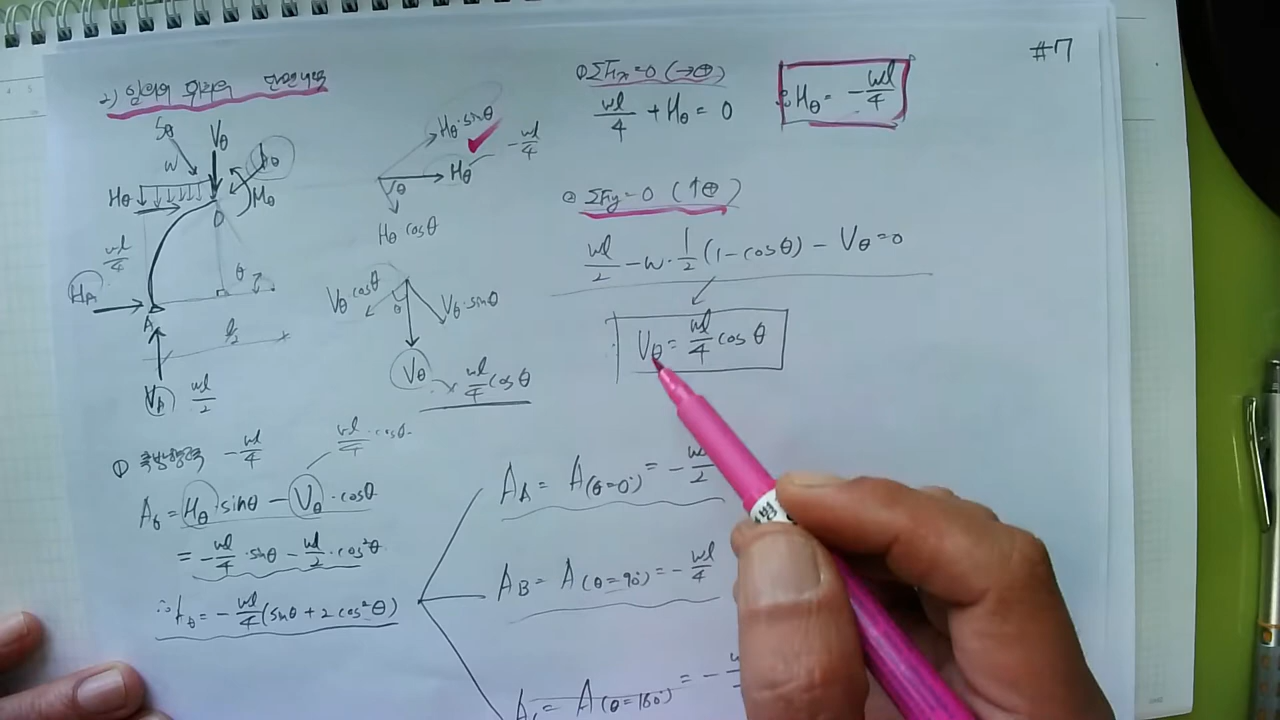 #7
2) 임의의 위치의 단면내력
Sθ
Vθ
w
Hθ
Mθ
D
θ
wl/4
HA
A
l/2
VA wl/2
Hθ·sinθ
Hθ -wl/4
θ
Hθ cosθ
Vθ cosθ
θ
Vθ·sinθ
Vθ
wl/4 cosθ
① ΣFx=0 (→⊕)
wl/4 + Hθ = 0
∴ Hθ = -wl/4
② ΣFy=0 (↑⊕)
wl/2 - w·1/2(1-cosθ) - Vθ=0
Vθ= wl/4 cosθ
① 축방향력 -wl/4
wl/4·cosθ
Aθ = Hθ·sinθ - Vθ·cosθ
= -wl/4·sinθ - wl/2·cos²θ
∴ Aθ = -wl/4(sinθ + 2cos²θ)
AA = A(θ=0°) = -wl/2
AB = A(θ=90°) = -wl/4
A(θ=180°) = -